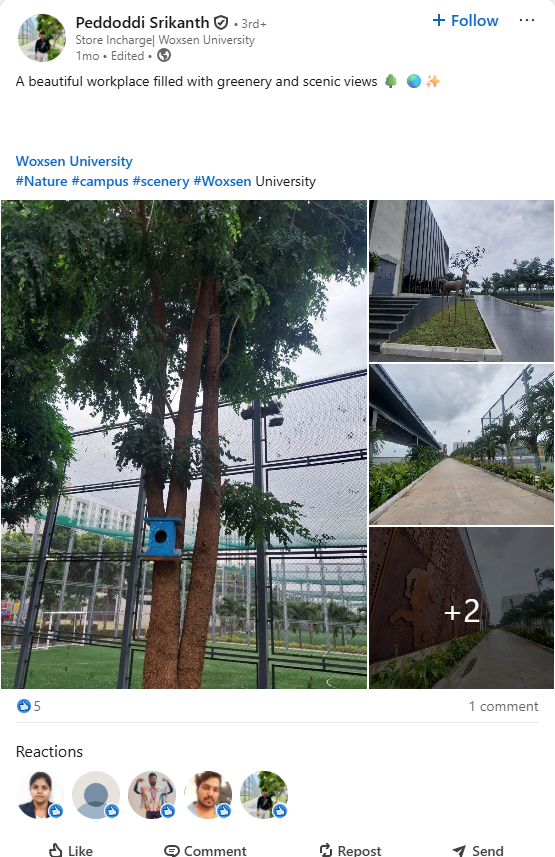 Peddoddi Srikanth • 3rd+
+ Follow ...
Store Incharge| Woxsen University
1mo • Edited •
A beautiful workplace filled with greenery and scenic views 🌳 🌏 ✨
Woxsen University
#Nature #campus #scenery #Woxsen University
+2
5
1 comment
Reactions
Like
Comment
Repost
Send